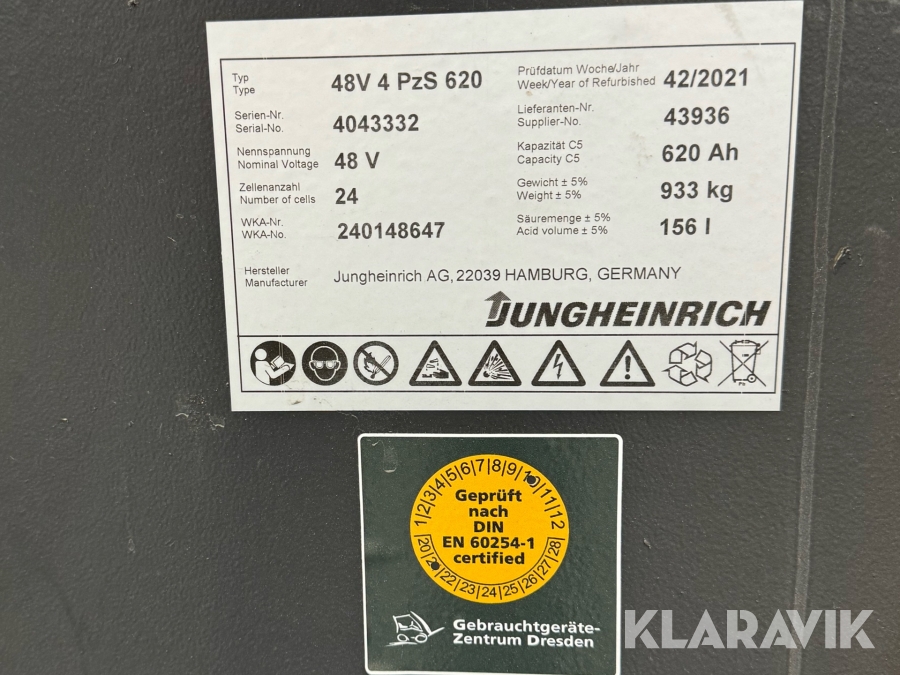 Typ
Type
48V 4 PzS 620
Prüfdatum Woche/Jahr
Week/Year of Refurbished
42/2021
Serien-Nr.
Serial-No.
4043332
Lieferanten-Nr.
Supplier-No.
43936
Nennspannung
Nominal Voltage
48 V
Kapazität C5
Capacity C5
620 Ah
Zellenanzahl
Number of cells
24
Gewicht ± 5%
Weight ± 5%
933 kg
WKA-Nr.
WKA-No.
240148647
Säuremenge ± 5%
Acid volume ± 5%
156 l
Hersteller
Manufacturer
Jungheinrich AG, 22039 HAMBURG, GERMANY
JUNGHEINRICH
Pb
1|2|3|4|5|6|7|8|9|10|11|12
Geprüft
nach
DIN
EN 60254-1
certified
20|2|22|23|24|25|26|27|28
Gebrauchtgeräte-
Zentrum Dresden
KLARAVIK